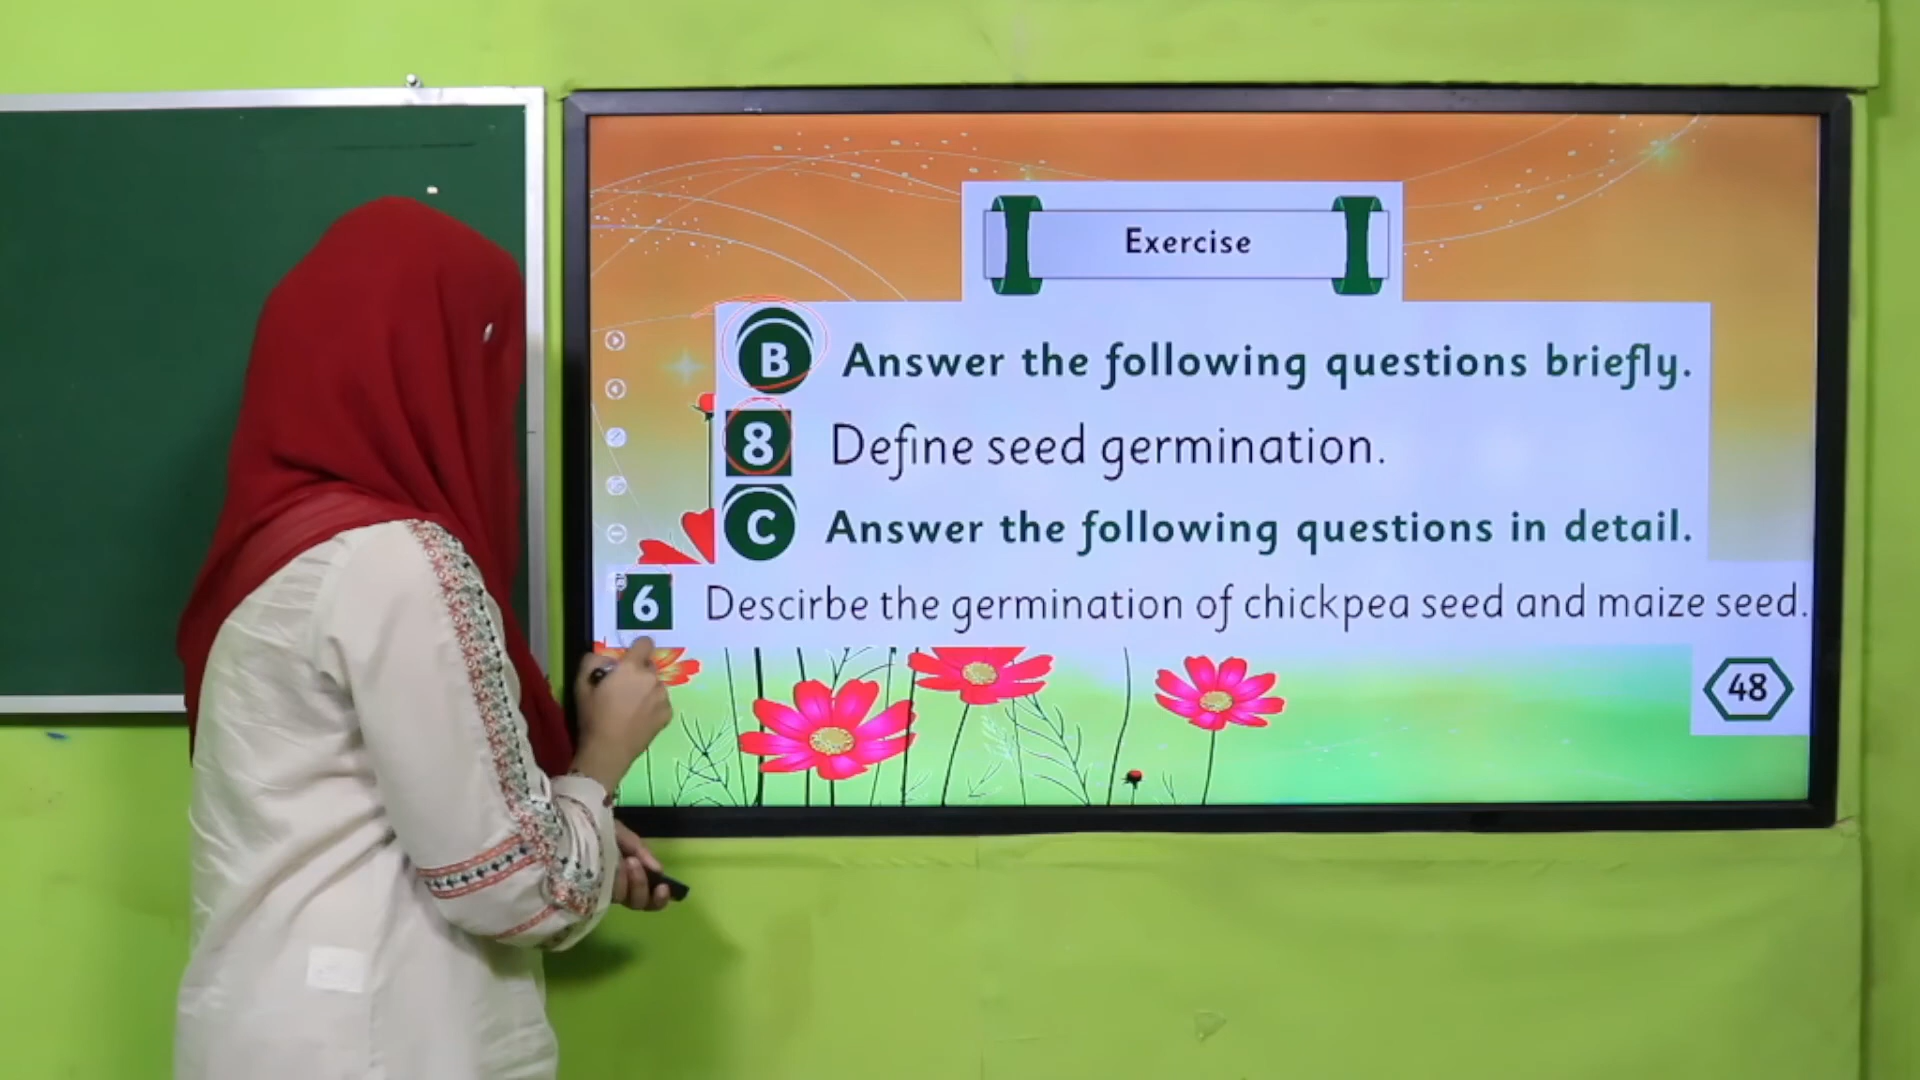 Exercise
B Answer the following questions briefly.
8 Define seed germination.
C Answer the following questions in detail.
6 Descirbe the germination of chickpea seed and maize seed.
48